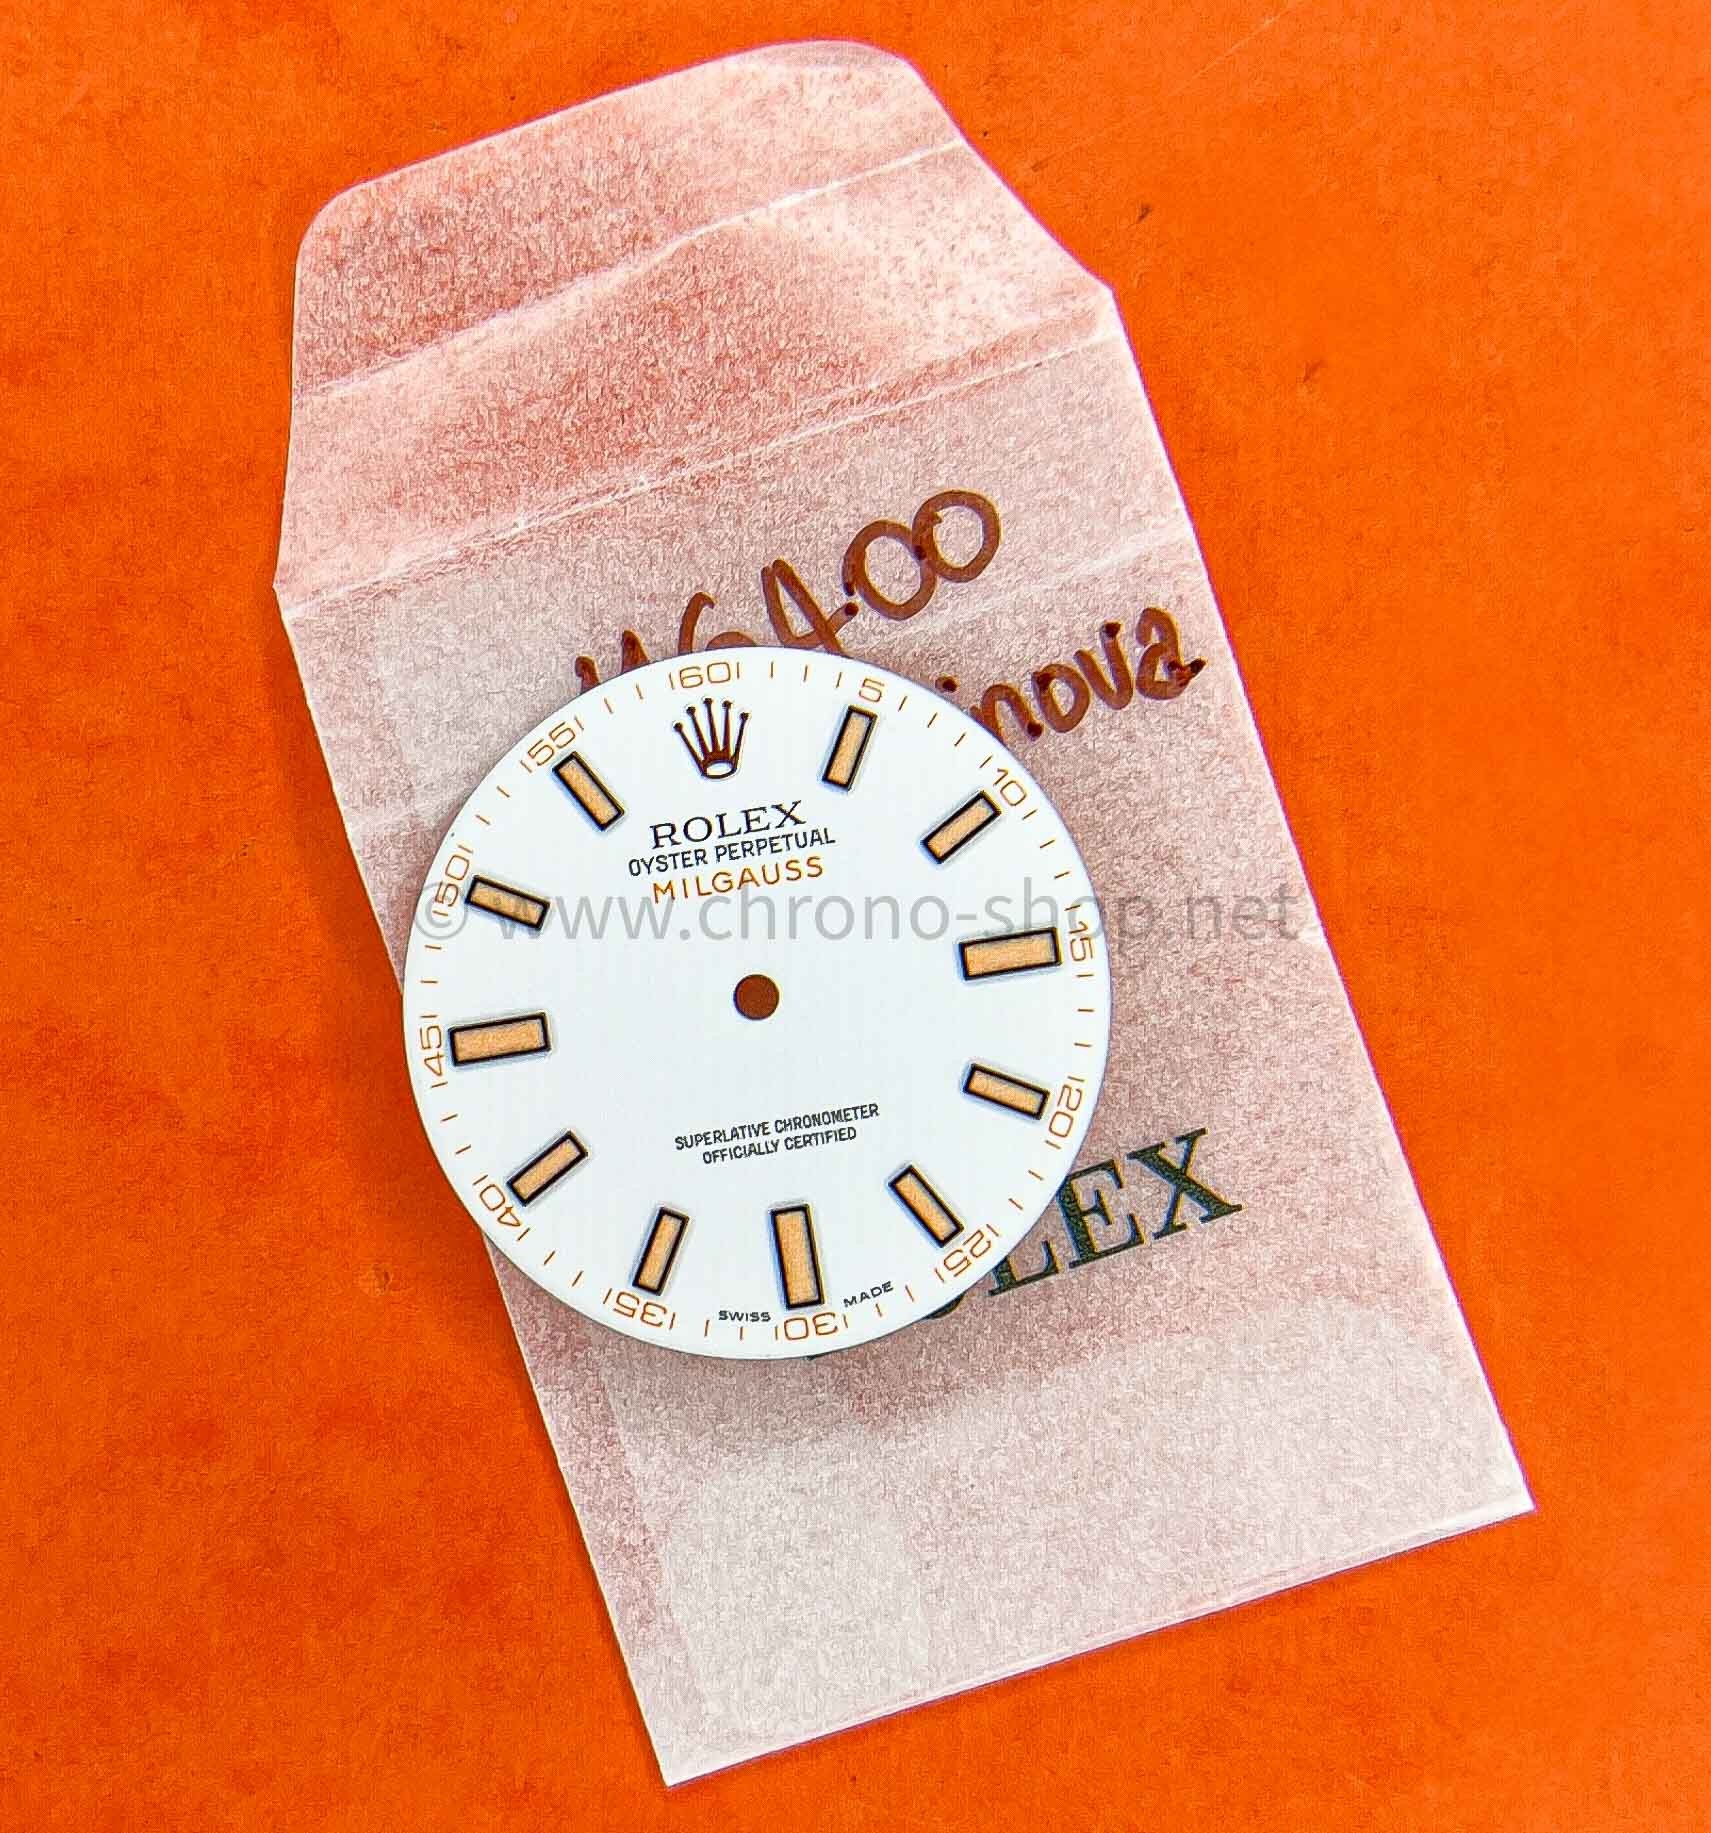 116400
ROLEX
OYSTER PERPETUAL
MILGAUSS
SUPERLATIVE CHRONOMETER
OFFICIALLY CERTIFIED
SWISS MADE
60
5
10
15
20
25
30
35
40
45
50
55
© www.chrono-shop.net